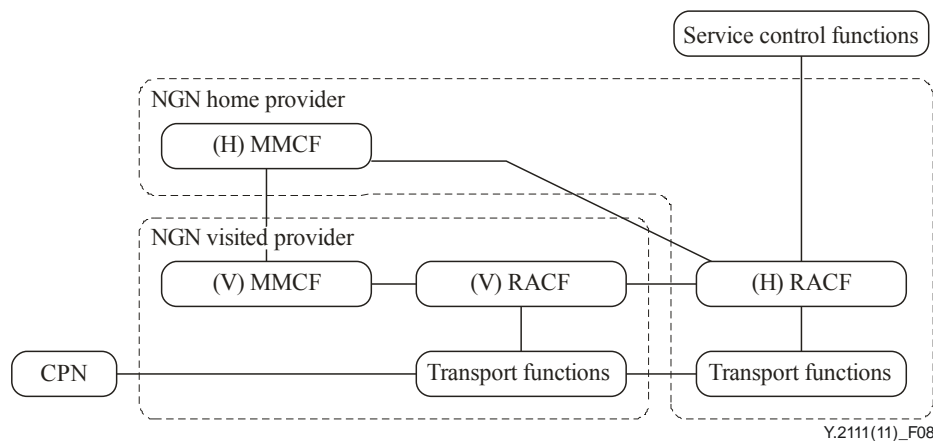 Service control functions
NGN home provider
(H) MMCF
NGN visited provider
(V) MMCF
(V) RACF
(H) RACF
CPN
Transport functions
Transport functions
Y.2111(11)_F08